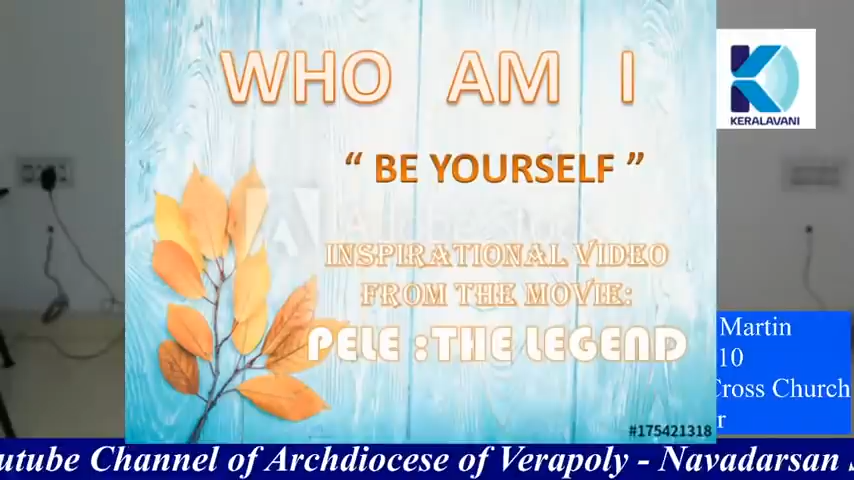 WHO AM I
“ BE YOURSELF ”
INSPIRATIONAL VIDEO
FROM THE MOVIE:
PELE :THE LEGEND
#175421318
KERALAVANI
Martin
10
Cross Church
r
utube Channel of Archdiocese of Verapoly - Navadarsan S